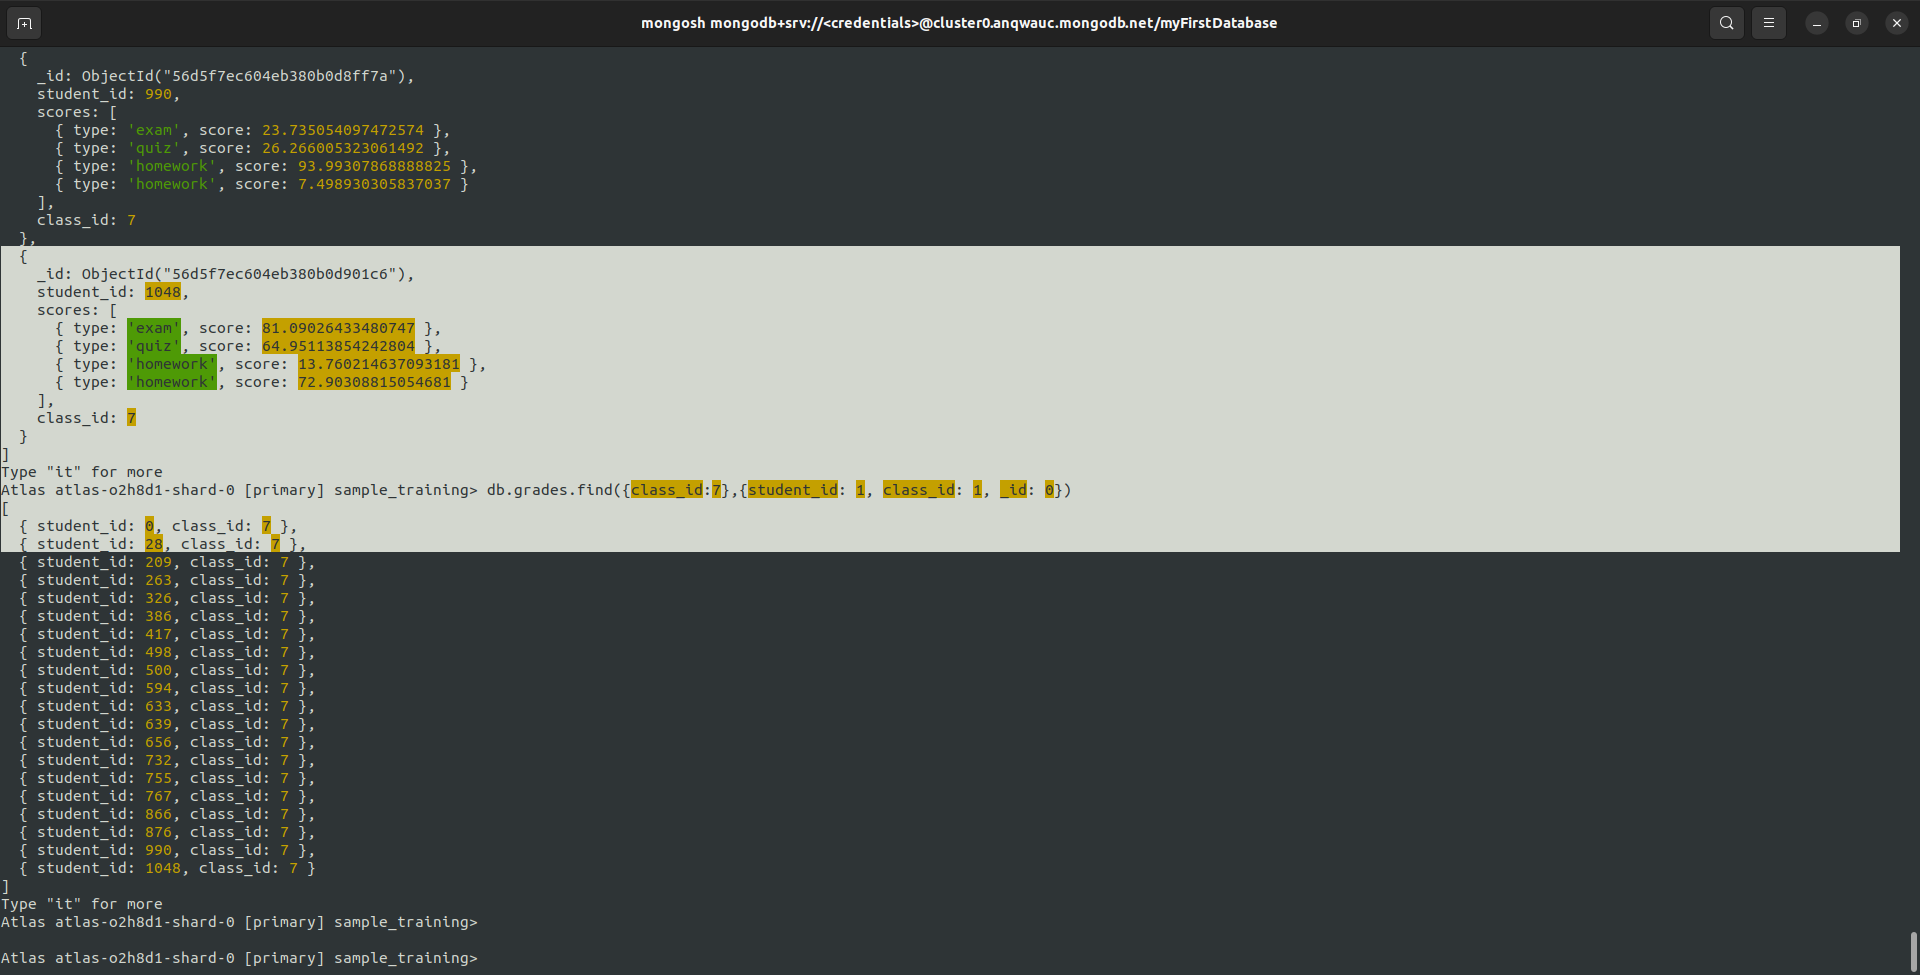 mongosh mongodb+srv://<credentials>@cluster0.anqwauc.mongodb.net/myFirstDatabase
{
_id: ObjectId("56d5f7ec604eb380b0d8ff7a"),
student_id: 990,
scores: [
{ type: 'exam', score: 23.735054097472574 },
{ type: 'quiz', score: 26.266005323061492 },
{ type: 'homework', score: 93.99307868888825 },
{ type: 'homework', score: 7.498930305837037 }
],
class_id: 7
},
{
_id: ObjectId("56d5f7ec604eb380b0d901c6"),
student_id: 1048,
scores: [
{ type: 'exam', score: 81.09026433480747 },
{ type: 'quiz', score: 64.95113854242804 },
{ type: 'homework', score: 13.760214637093181 },
{ type: 'homework', score: 72.90308815054681 }
],
class_id: 7
}
]
Type "it" for more
Atlas atlas-o2h8d1-shard-0 [primary] sample_training> db.grades.find({class_id:7},{student_id: 1, class_id: 1, _id: 0})
[
{ student_id: 0, class_id: 7 },
{ student_id: 28, class_id: 7 },
{ student_id: 209, class_id: 7 },
{ student_id: 263, class_id: 7 },
{ student_id: 326, class_id: 7 },
{ student_id: 386, class_id: 7 },
{ student_id: 417, class_id: 7 },
{ student_id: 498, class_id: 7 },
{ student_id: 500, class_id: 7 },
{ student_id: 594, class_id: 7 },
{ student_id: 633, class_id: 7 },
{ student_id: 639, class_id: 7 },
{ student_id: 656, class_id: 7 },
{ student_id: 732, class_id: 7 },
{ student_id: 755, class_id: 7 },
{ student_id: 767, class_id: 7 },
{ student_id: 866, class_id: 7 },
{ student_id: 876, class_id: 7 },
{ student_id: 990, class_id: 7 },
{ student_id: 1048, class_id: 7 }
]
Type "it" for more
Atlas atlas-o2h8d1-shard-0 [primary] sample_training>
Atlas atlas-o2h8d1-shard-0 [primary] sample_training>